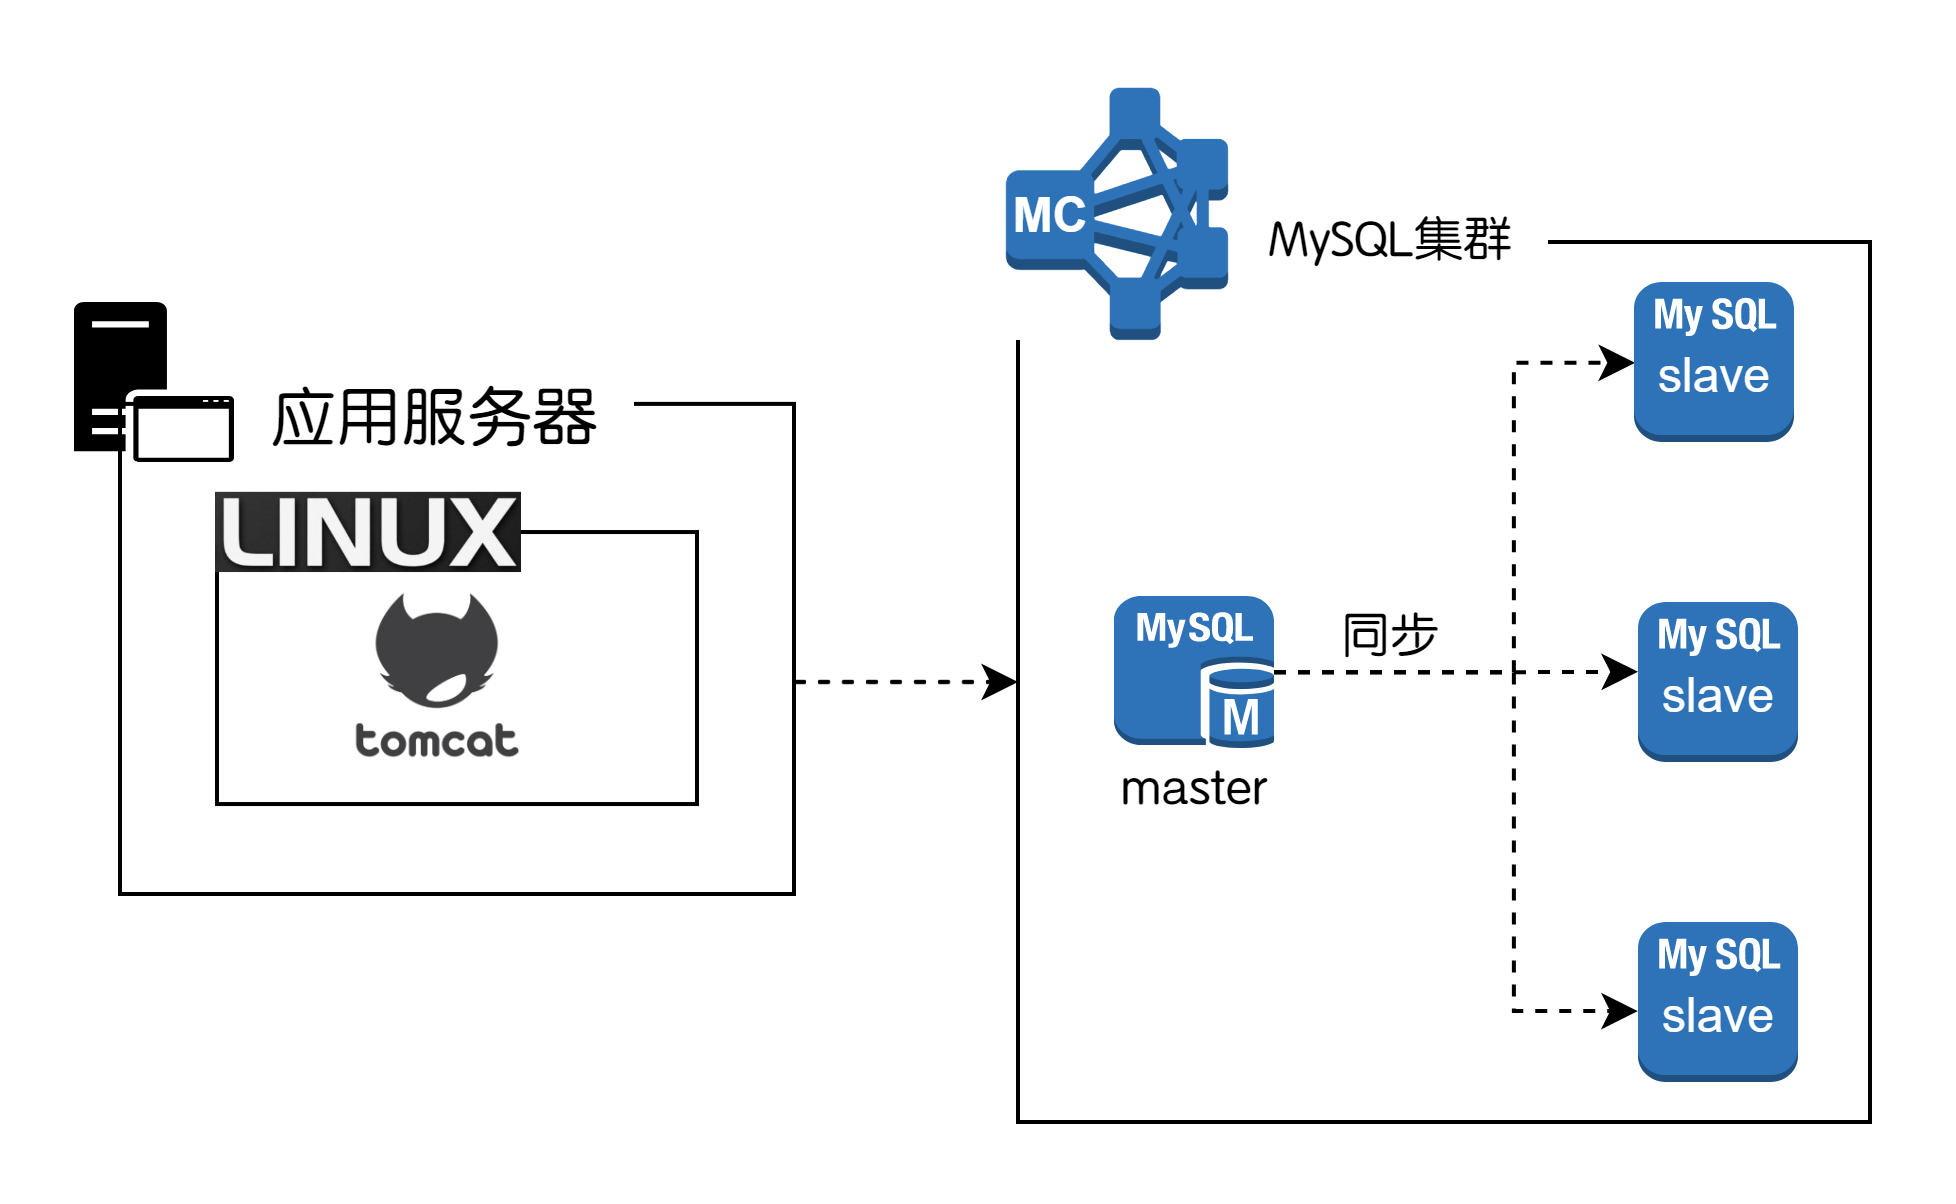 应用服务器
LINUX
tomcat
MC
MySQL集群
MySQL
M
master
同步
My SQL
slave
My SQL
slave
My SQL
slave